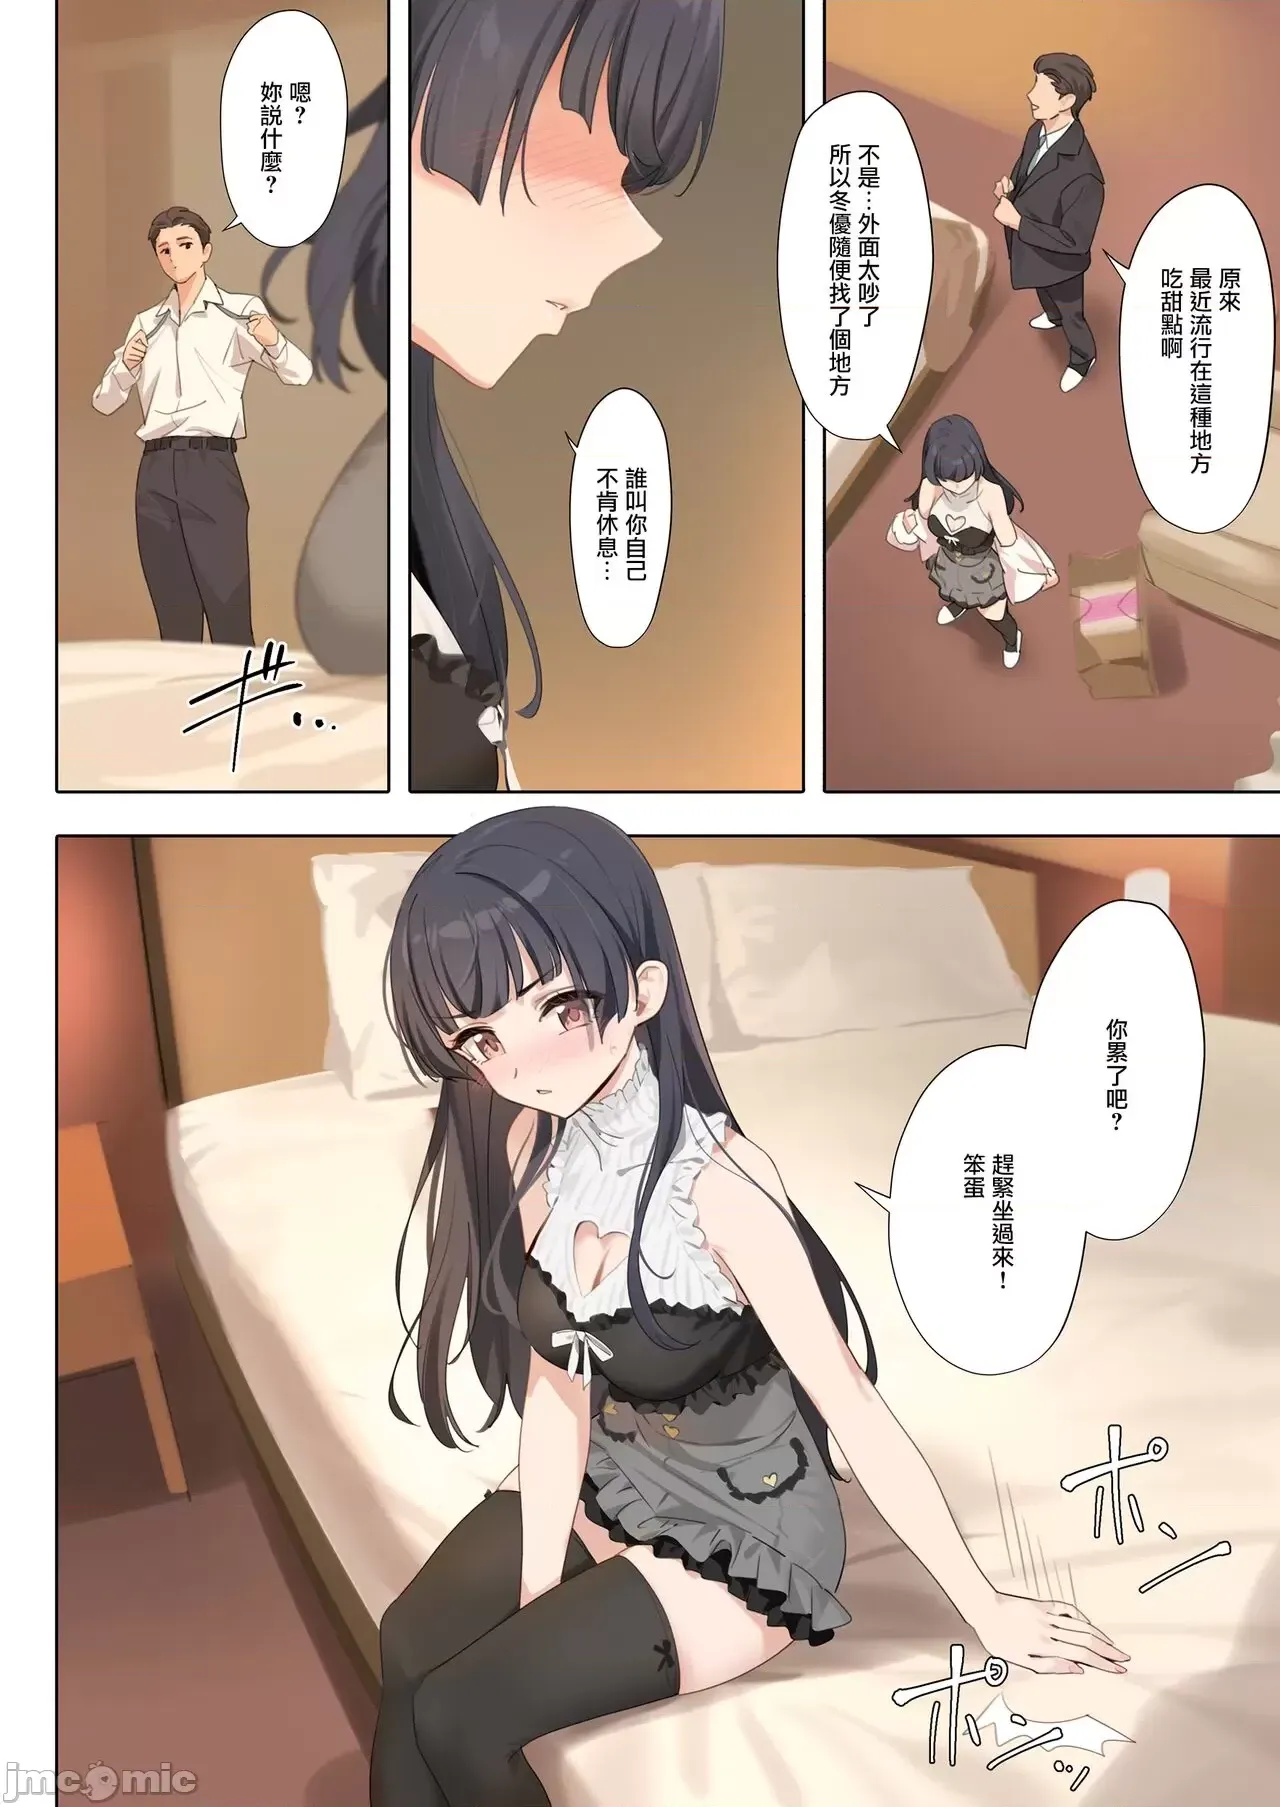 原來
最近流行在這種地方
吃甜點啊
不是…外面太吵了
所以冬優隨便找了個地方
誰叫你自己
不肯休息…
嗯？
妳説什麼？
ギ…
你累了吧？
趕緊坐過來！
笨蛋
ポン
ポンッ…
jmcomic